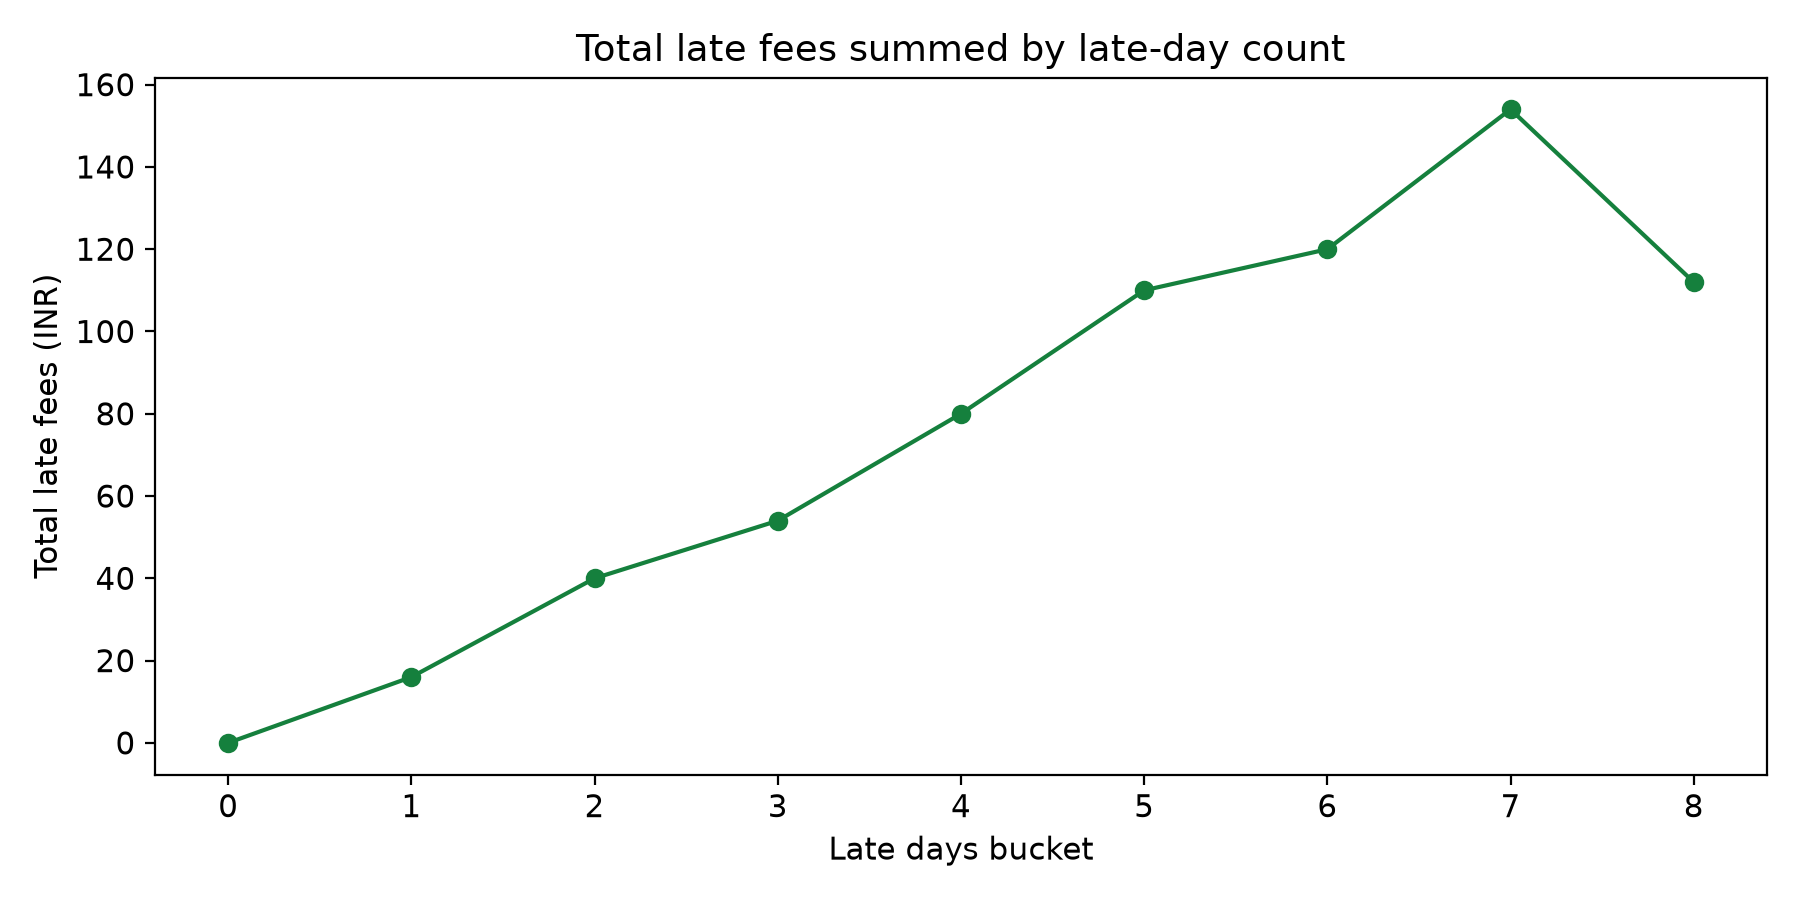 Total late fees summed by late-day count
160
140
120
100
80
60
40
20
0
Total late fees (INR)
0 1 2 3 4 5 6 7 8
Late days bucket